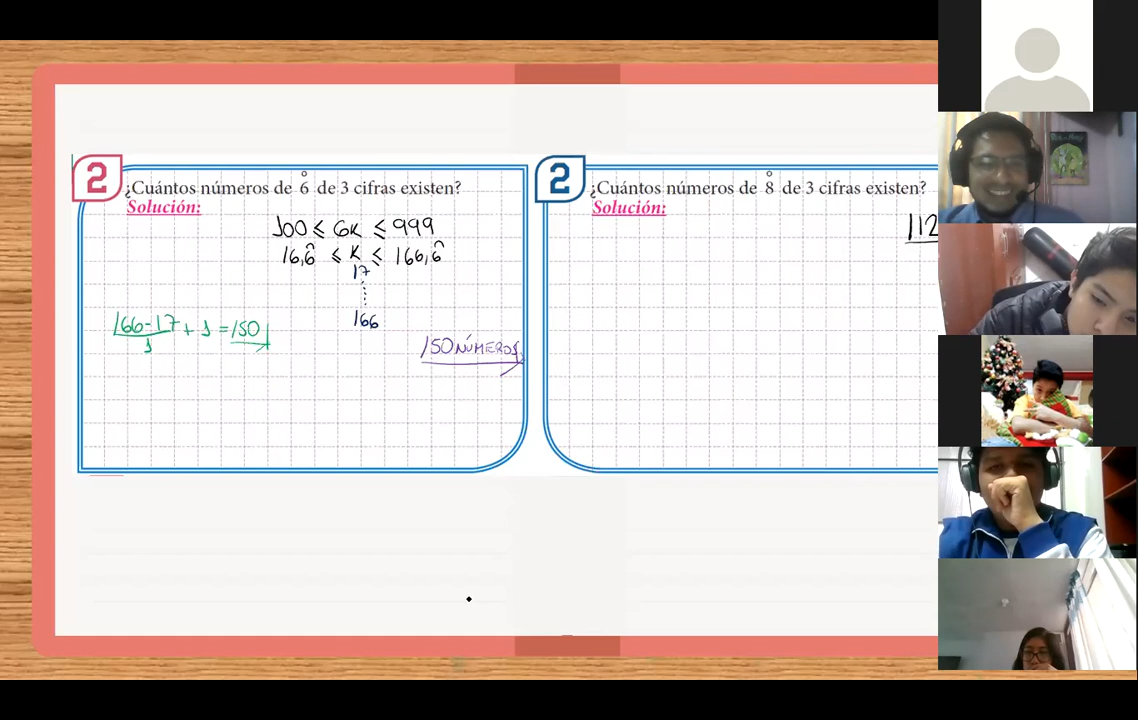 2
¿Cuántos números de 6̊ de 3 cifras existen?
Solución:
100 ≤ 6K ≤ 999
16,6̂ ≤ K ≤ 166,6̂
17
⋮
166
166-17/1 + 1 = 150
150 NÚMEROS
2
¿Cuántos números de 8̊ de 3 cifras existen?
Solución:
112